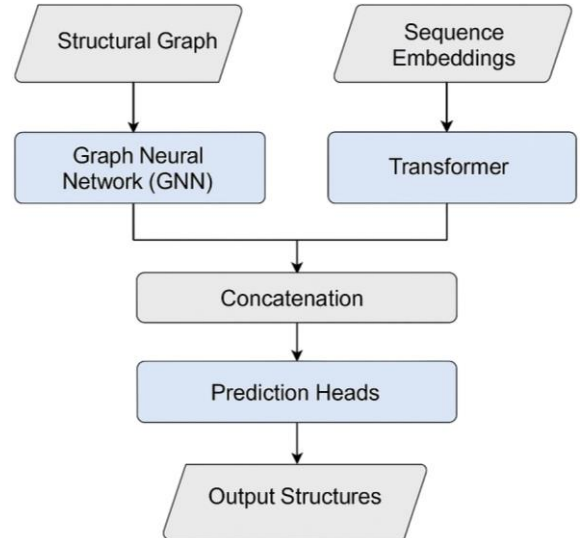 Structural Graph
Sequence
Embeddings
Graph Neural
Network (GNN)
Transformer
Concatenation
Prediction Heads
Output Structures